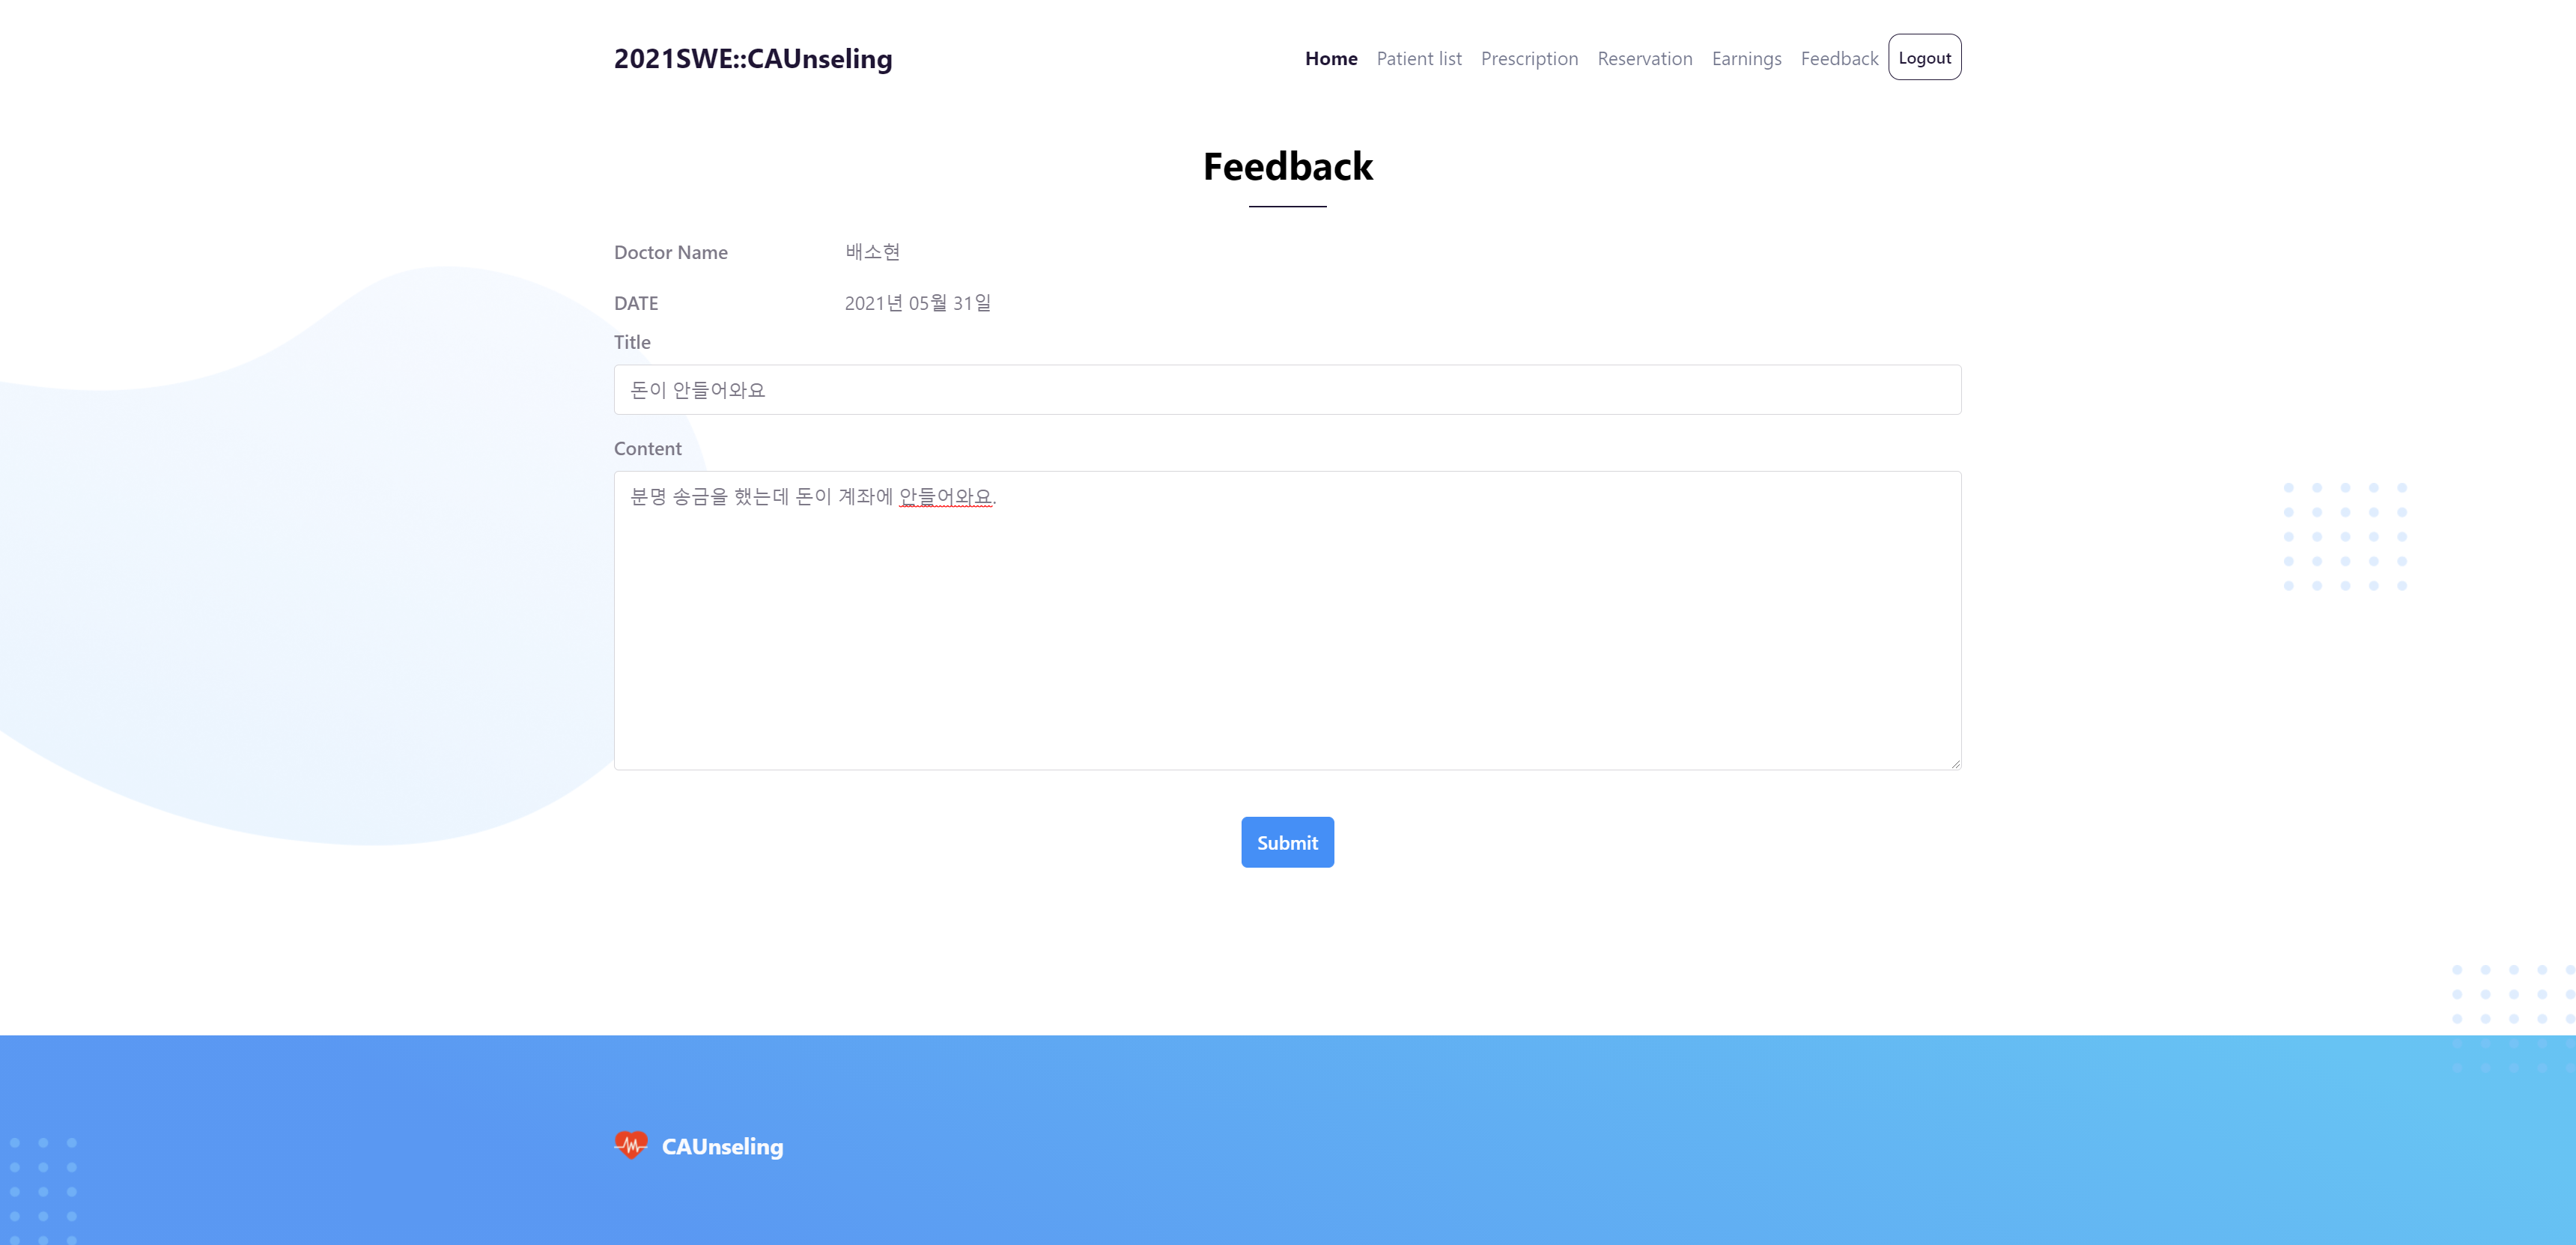 2021SWE::CAUnseling
Home Patient list Prescription Reservation Earnings Feedback Logout
Feedback
Doctor Name 배소현
DATE 2021년 05월 31일
Title
돈이 안들어와요
Content
분명 송금을 했는데 돈이 계좌에 안들어와요.
Submit
CAUnseling